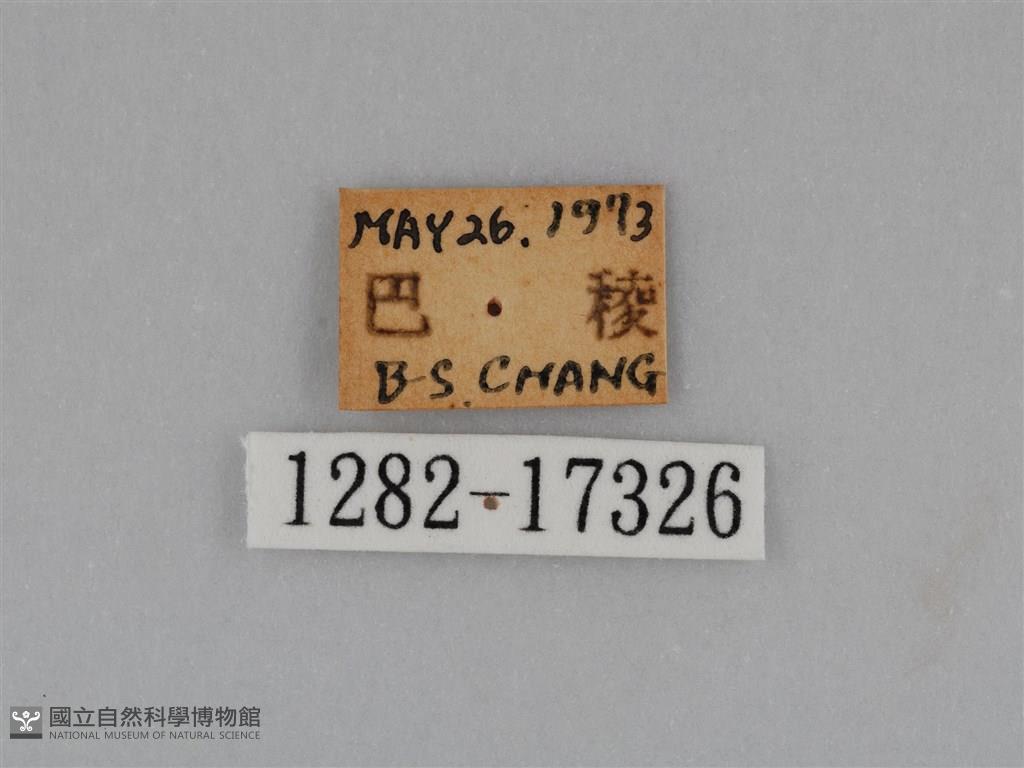 MAY 26. 1973
巴 稜
B-S. CHANG
1282-17326
國立自然科學博物館
NATIONAL MUSEUM OF NATURAL SCIENCE